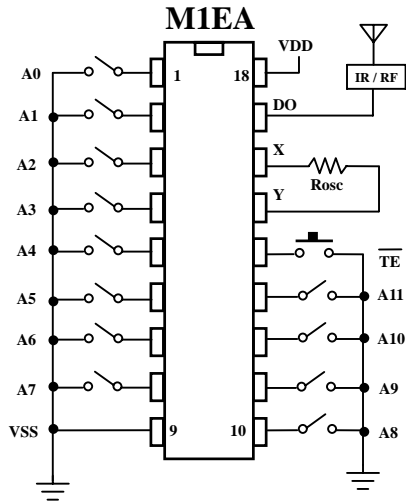 M1EA
A0
A1
A2
A3
A4
A5
A6
A7
VSS
1
9
18
10
VDD
DO
IR / RF
X
Rosc
Y
TE
A11
A10
A9
A8